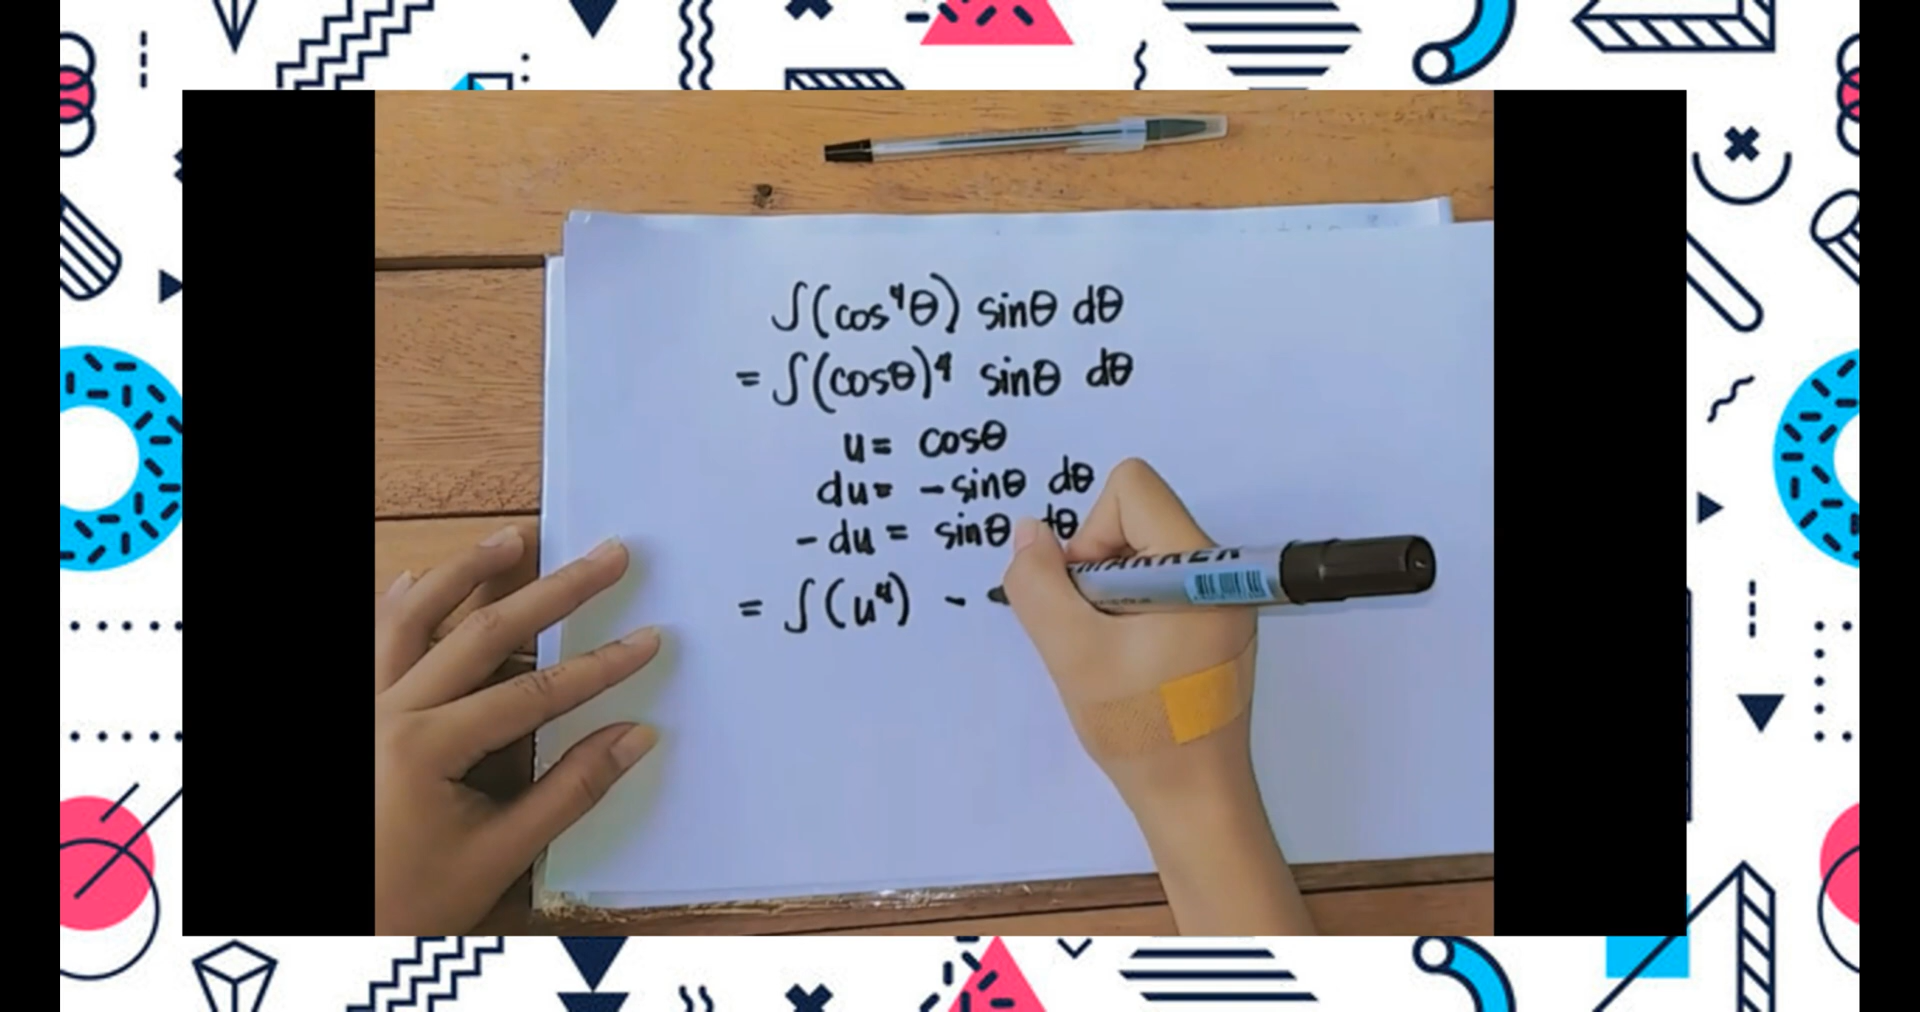 ∫(cos⁴θ) sinθ dθ
= ∫(cosθ)⁴ sinθ dθ
u = cosθ
du = -sinθ dθ
-du = sinθ dθ
= ∫(u⁴) -
MARKER